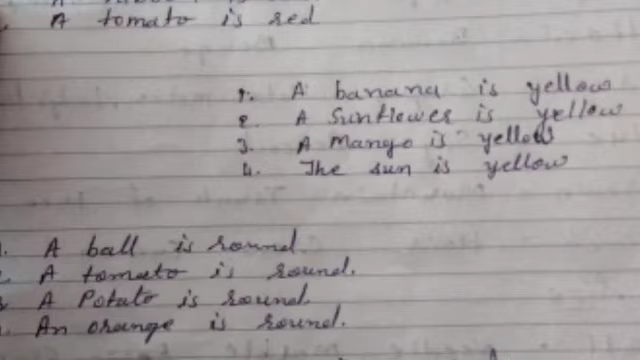 A tomato is red
1. A banana is yellow
2. A Sunflower is yellow
3. A Mango is yellow
4. The sun is yellow
A ball is round
A tomato is round.
A Potato is round.
An orange is round.